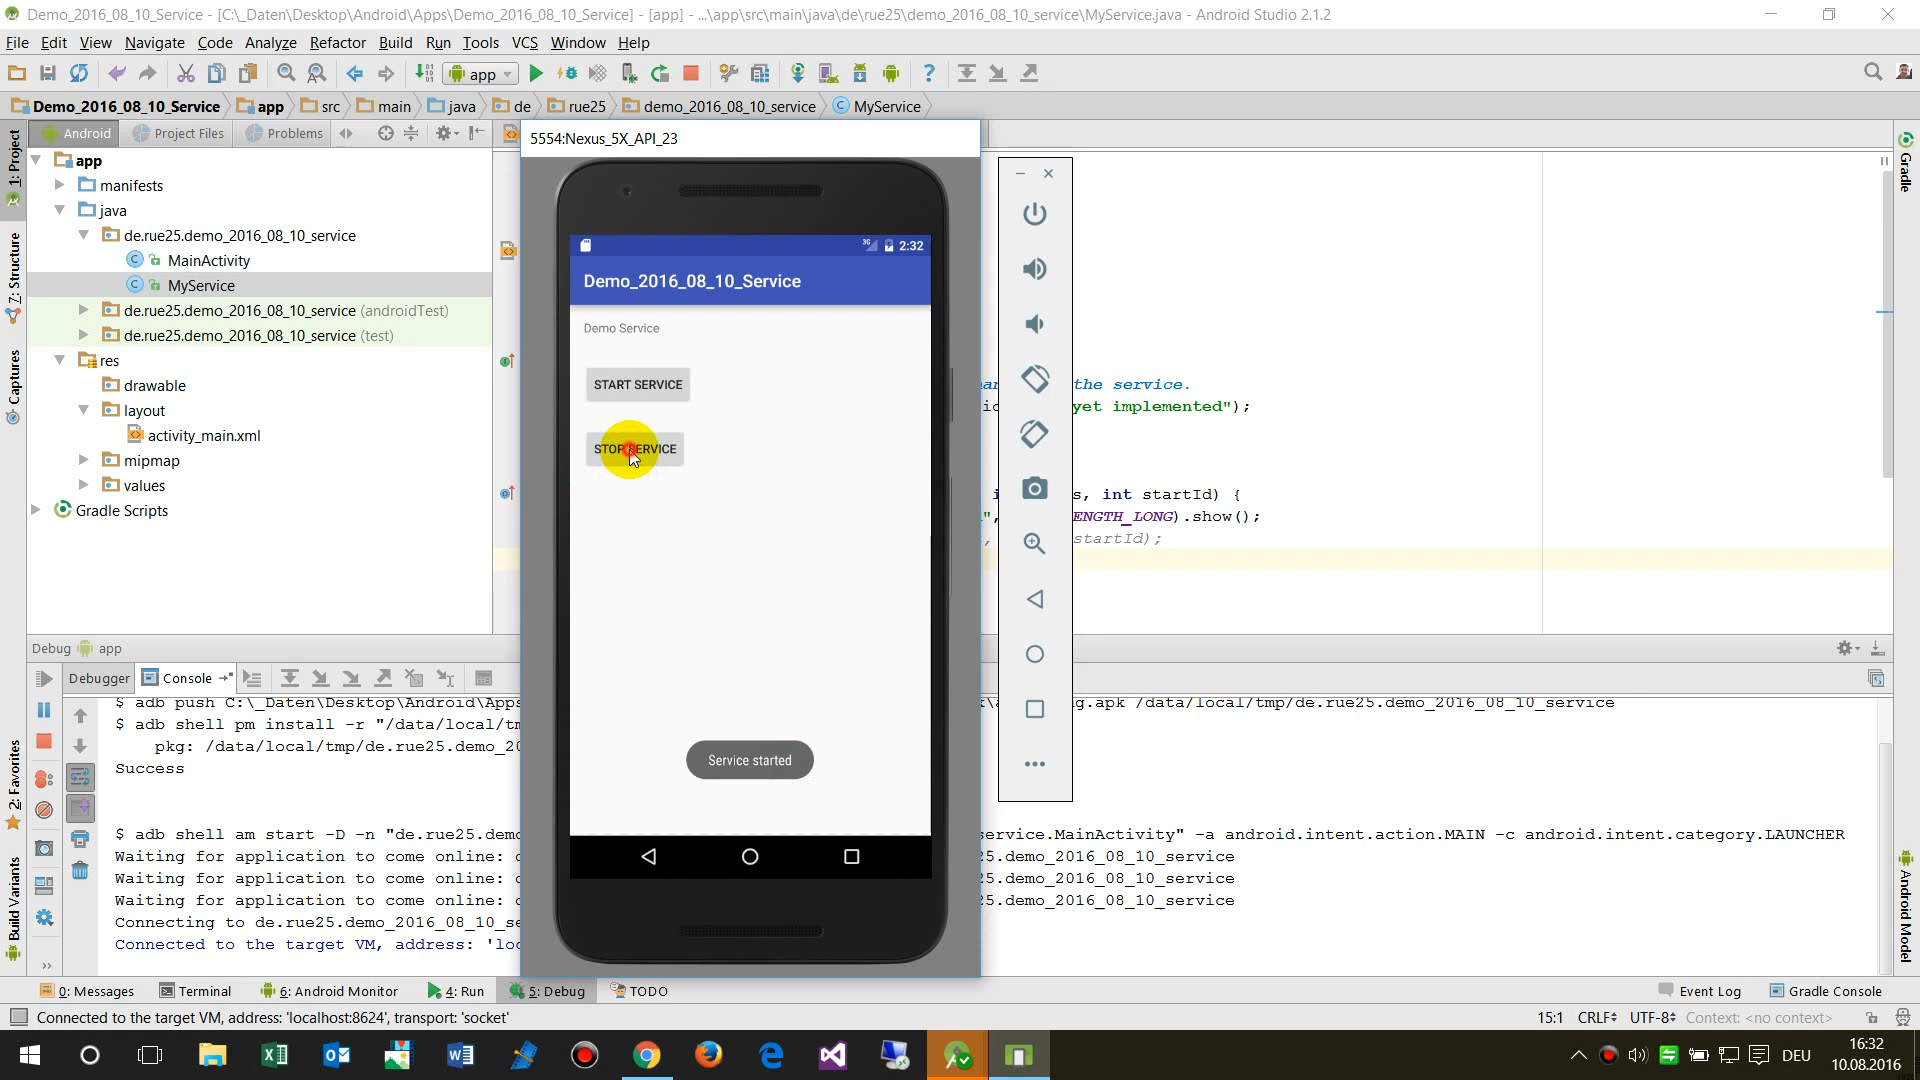 Demo_2016_08_10_Service - [C:\_Daten\Desktop\Android\Apps\Demo_2016_08_10_Service] - [app] - ...\app\src\main\java\de\rue25\demo_2016_08_10_service\MyService.java - Android Studio 2.1.2
File Edit View Navigate Code Analyze Refactor Build Run Tools VCS Window Help
app
Demo_2016_08_10_Service app src main java de rue25 demo_2016_08_10_service MyService
Android Project Files Problems
5554:Nexus_5X_API_23
1: Project
7: Structure
Captures
2: Favorites
Build Variants
app
manifests
java
de.rue25.demo_2016_08_10_service
MainActivity
MyService
de.rue25.demo_2016_08_10_service (androidTest)
de.rue25.demo_2016_08_10_service (test)
res
drawable
layout
activity_main.xml
mipmap
values
Gradle Scripts
2:32
Demo_2016_08_10_Service
Demo Service
START SERVICE
STOP SERVICE
Service started
the service.
yet implemented");
s, int startId) {
ENGTH_LONG).show();
startId);
Gradle
Android Model
Debug app
Debugger Console
$ adb push C:\_Daten\Desktop\Android\Apps
.apk /data/local/tmp/de.rue25.demo_2016_08_10_service
$ adb shell pm install -r "/data/local/tm
pkg: /data/local/tmp/de.rue25.demo_20
Success
$ adb shell am start -D -n "de.rue25.demo
service.MainActivity" -a android.intent.action.MAIN -c android.intent.category.LAUNCHER
Waiting for application to come online: d
25.demo_2016_08_10_service
Waiting for application to come online: d
25.demo_2016_08_10_service
Waiting for application to come online: d
25.demo_2016_08_10_service
Connecting to de.rue25.demo_2016_08_10_se
Connected to the target VM, address: 'loc
0: Messages Terminal 6: Android Monitor 4: Run 5: Debug TODO Event Log Gradle Console
Connected to the target VM, address: 'localhost:8624', transport: 'socket' 15:1 CRLF UTF-8 Context: <no context>
DEU
16:32
10.08.2016